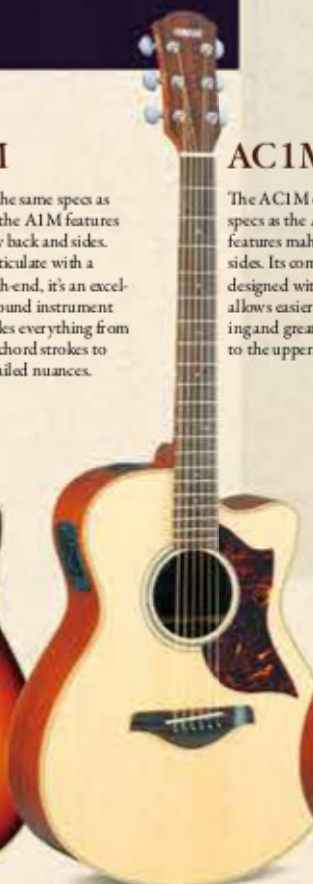 YAMAHA
M
he same specs as
the A1M features
y back and sides.
ticulate with a
h-end, it's an excel-
ound instrument
les everything from
chord strokes to
ailed nuances.
AC1M
The AC1M
specs as the A
features mah
sides. Its com
designed wit
allows easier
ing and grea
to the upper